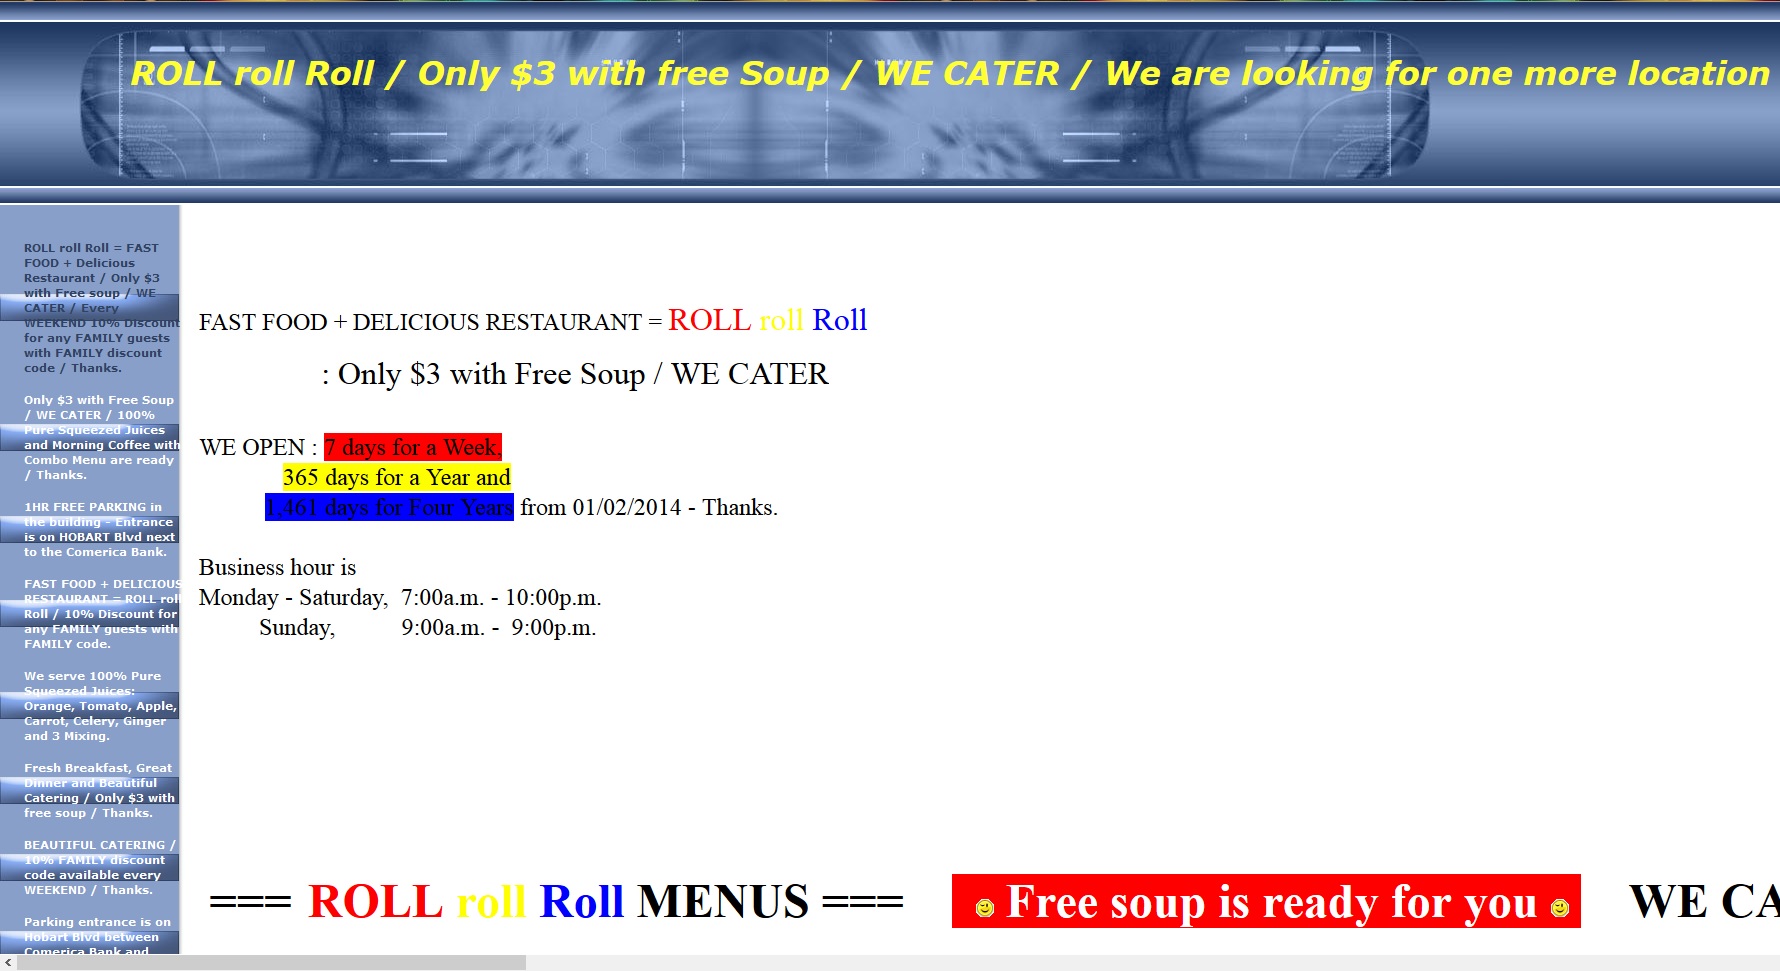 ROLL roll Roll / Only $3 with free Soup / WE CATER / We are looking for one more location
ROLL roll Roll = FAST
FOOD + Delicious
Restaurant / Only $3
with Free soup / WE
CATER / Every
WEEKEND 10% Discount
for any FAMILY guests
with FAMILY discount
code / Thanks.
Only $3 with Free Soup
/ WE CATER / 100%
Pure Squeezed Juices
and Morning Coffee with
Combo Menu are ready
/ Thanks.
1HR FREE PARKING in
the building - Entrance
is on HOBART Blvd next
to the Comerica Bank.
FAST FOOD + DELICIOUS
RESTAURANT = ROLL roll
Roll / 10% Discount for
any FAMILY guests with
FAMILY code.
We serve 100% Pure
Squeezed Juices:
Orange, Tomato, Apple,
Carrot, Celery, Ginger
and 3 Mixing.
Fresh Breakfast, Great
Dinner and Beautiful
Catering / Only $3 with
free soup / Thanks.
BEAUTIFUL CATERING /
10% FAMILY discount
code available every
WEEKEND / Thanks.
Parking entrance is on
Hobart Blvd between
Comerica Bank and
FAST FOOD + DELICIOUS RESTAURANT = ROLL roll Roll
: Only $3 with Free Soup / WE CATER
WE OPEN : 7 days for a Week,
365 days for a Year and
1,461 days for Four Years from 01/02/2014 - Thanks.
Business hour is
Monday - Saturday, 7:00a.m. - 10:00p.m.
Sunday, 9:00a.m. - 9:00p.m.
=== ROLL roll Roll MENUS === Free soup is ready for you WE CA